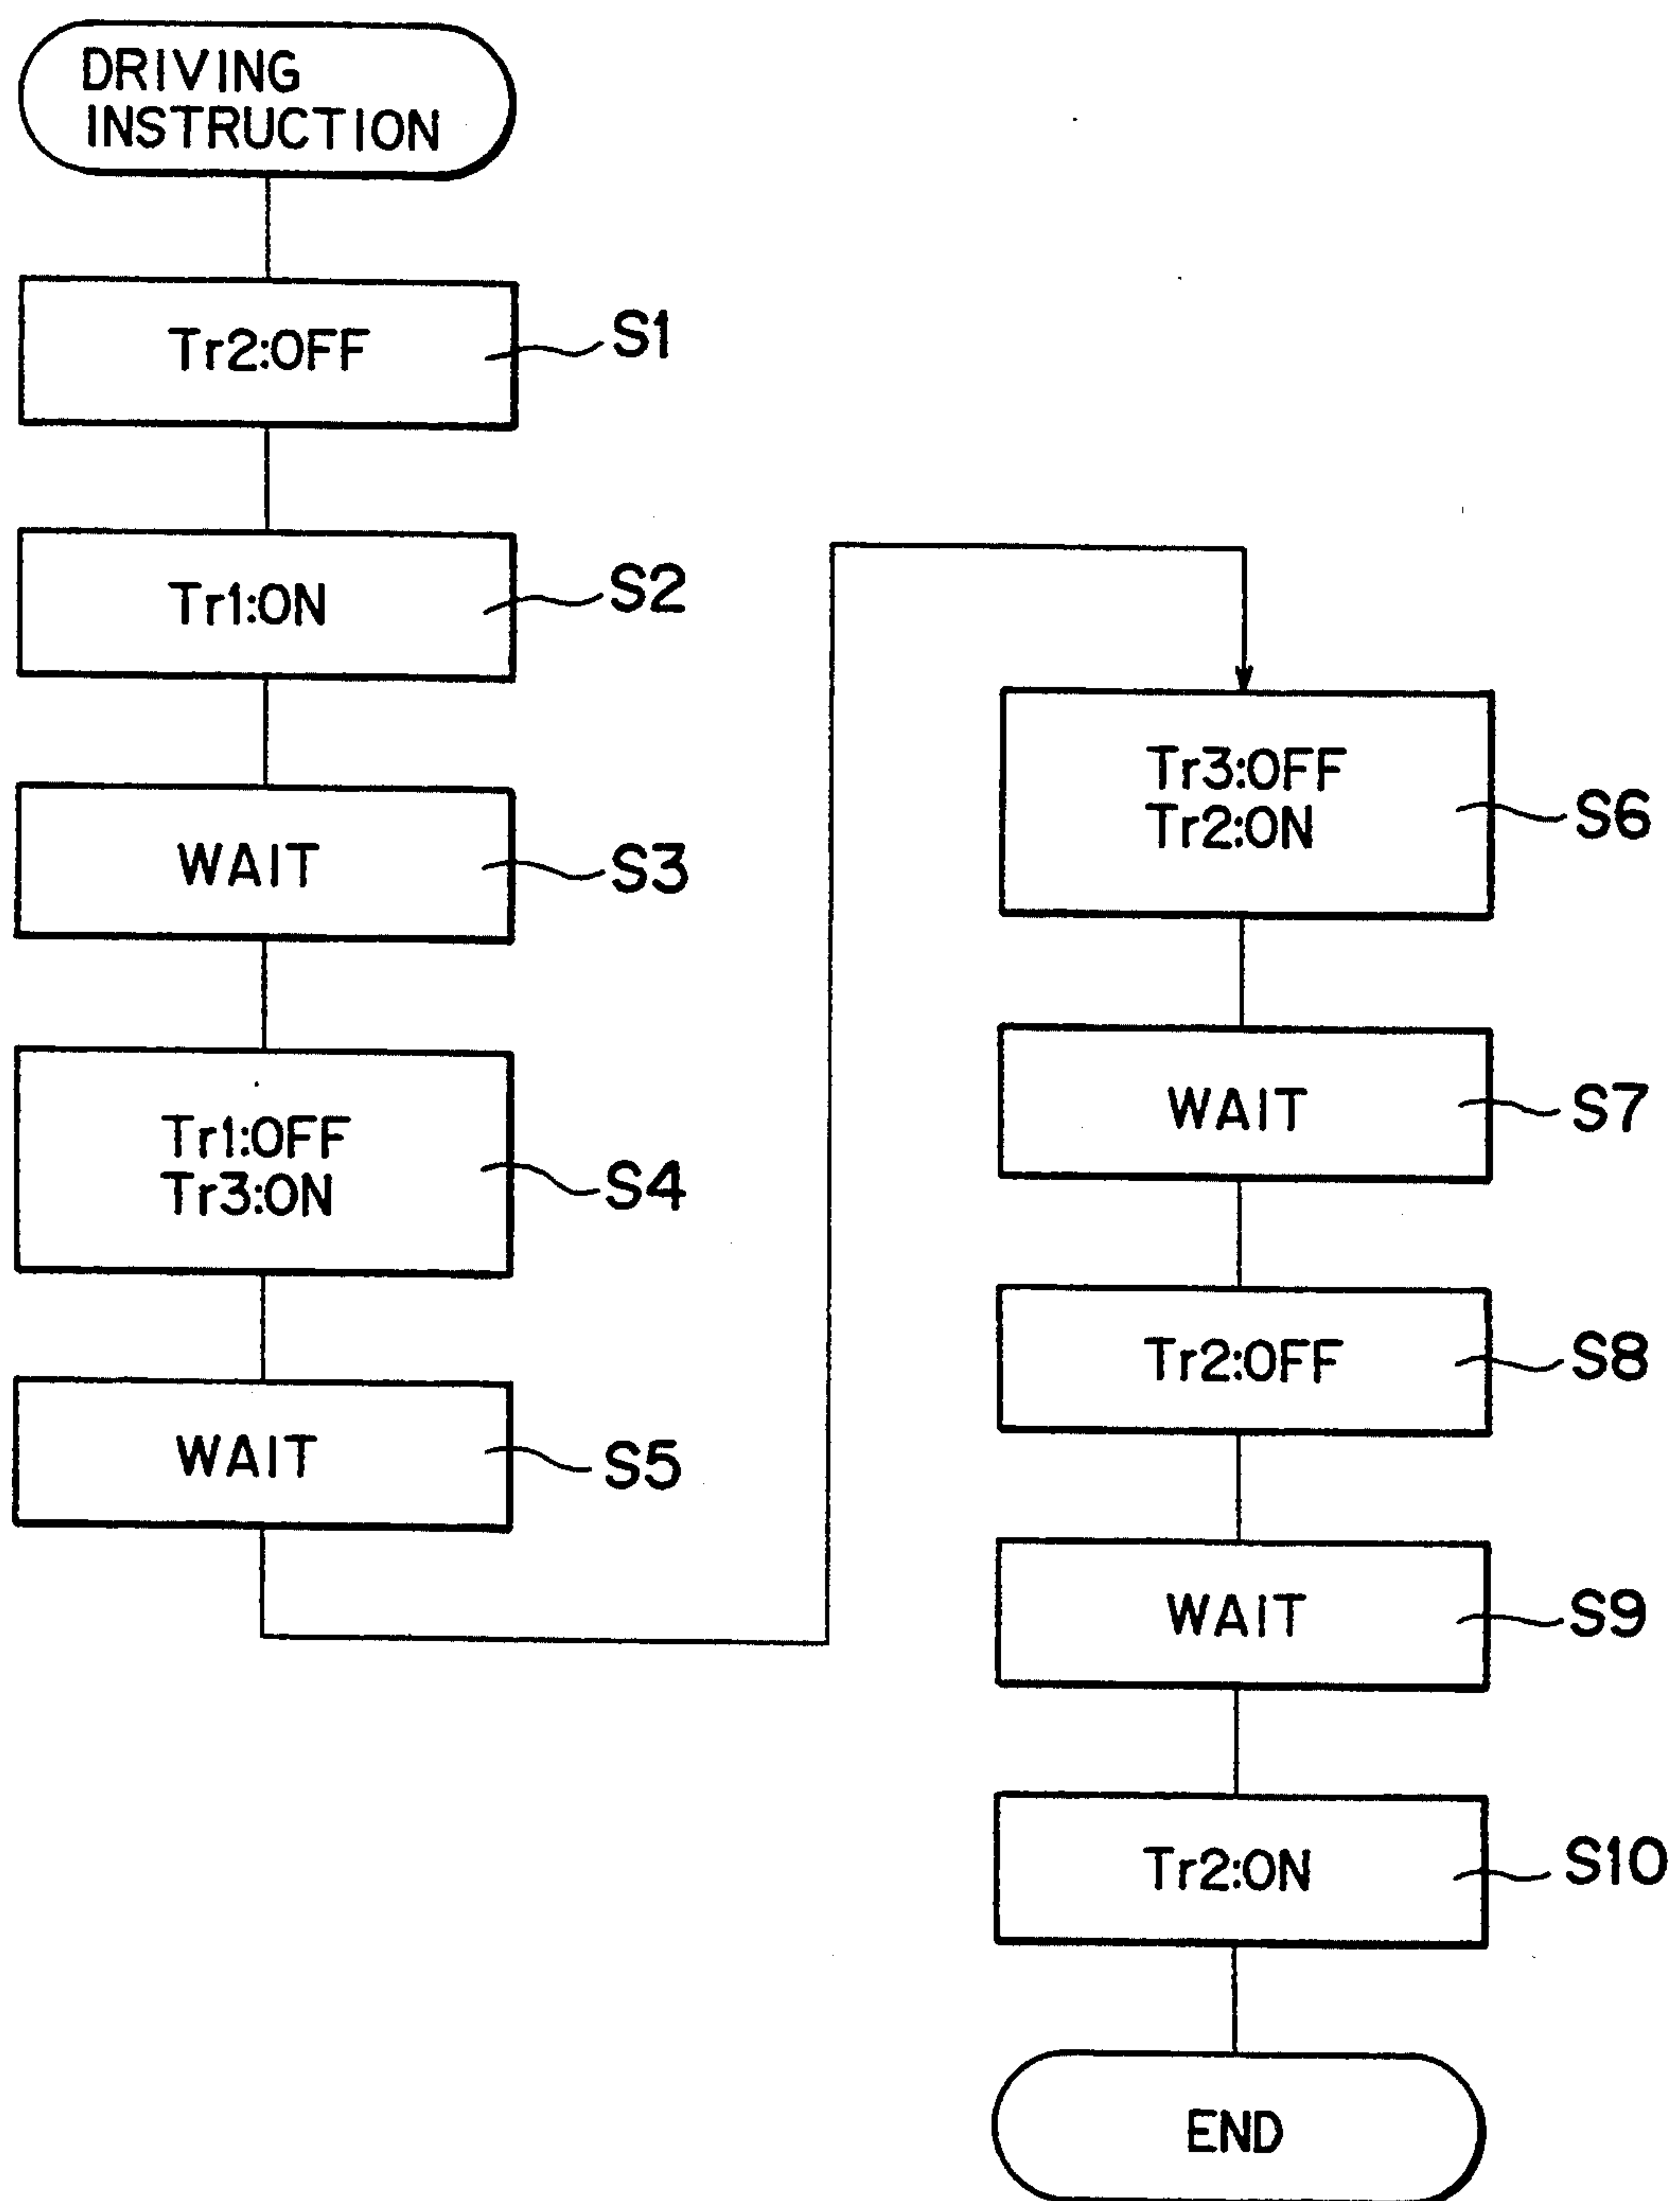 DRIVING
INSTRUCTION
Tr2:OFF
S1
Tr1:ON
S2
WAIT
S3
Tr1:OFF
Tr3:ON
S4
WAIT
S5
Tr3:OFF
Tr2:ON
S6
WAIT
S7
Tr2:OFF
S8
WAIT
S9
Tr2:ON
S10
END